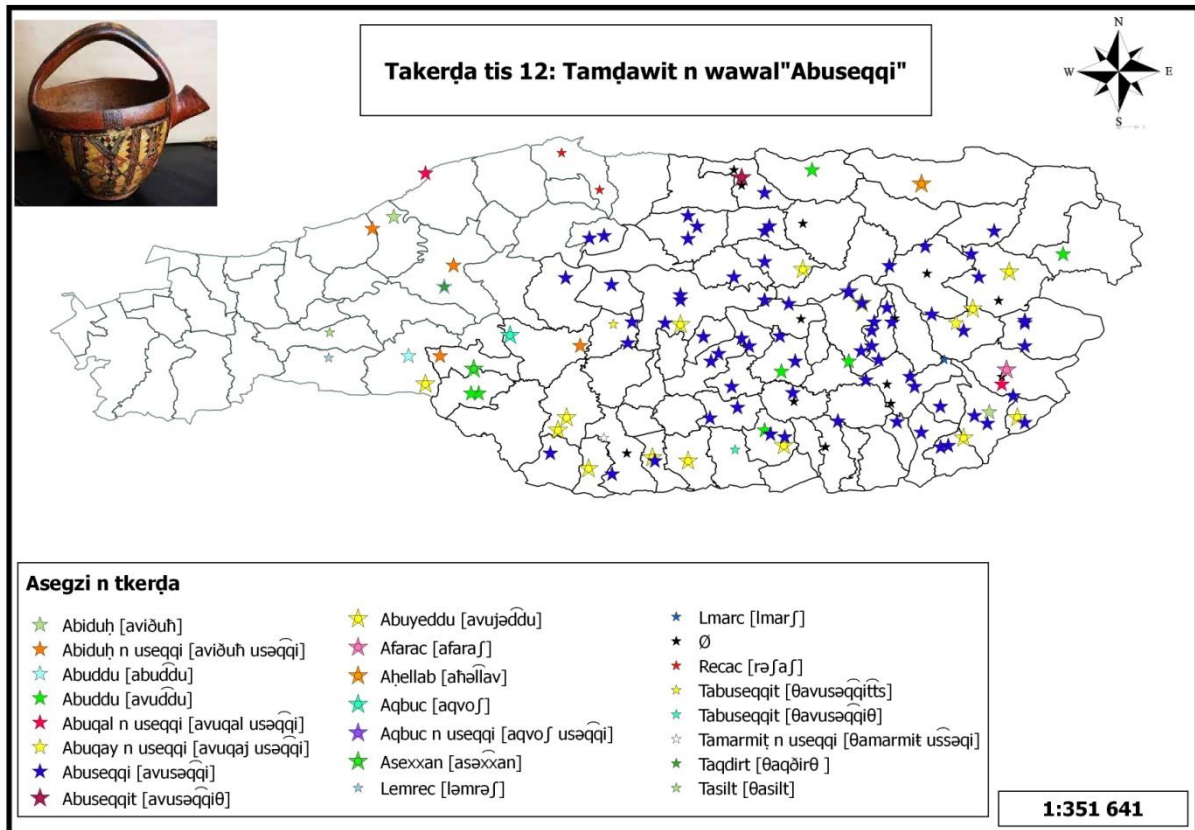 Takerḍa tis 12: Tamḍawit n wawal"Abuseqqi"
N
W
E
S
Asegzi n tkerḍa
Abiduḥ [aviðuħ]
Abiduḥ n useqqi [aviðuħ usəq͡qi]
Abuddu [abud͡du]
Abuddu [avud͡du]
Abuqal n useqqi [avuqal usəq͡qi]
Abuqay n useqqi [avuqaj usəq͡qi]
Abuseqqi [avusəq͡qi]
Abuseqqit [avusəq͡qiθ]
Abuyeddu [avujəd͡du]
Afarac [afaraʃ]
Aḥellab [aħəl͡lav]
Aqbuc [aqvoʃ]
Aqbuc n useqqi [aqvoʃ usəq͡qi]
Asexxan [asəx͡xan]
Lemrec [ləmrəʃ]
Lmarc [lmarʃ]
Ø
Recac [rəʃaʃ]
Tabuseqqit [θavusəq͡qit͡ts]
Tabuseqqit [θavusəq͡qiθ]
Tamarmiṭ n useqqi [θamarmiŧ us͡səqi]
Taqdirt [θaqðirθ ]
Tasilt [θasilt]
1:351 641